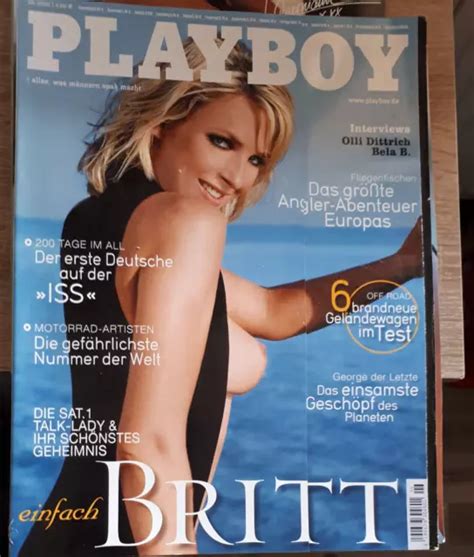 PLAYBOY
alles, was männern spaß macht
www.playboy.de
Interviews
Olli Dittrich
Bela B.
Fliegenfischen
Das größte
Angler-Abenteuer
Europas
200 TAGE IM ALL
Der erste Deutsche
auf der
»ISS«
6 OFF ROAD
brandneue
Geländewagen
im Test
MOTORRAD-ARTISTEN
Die gefährlichste
Nummer der Welt
George der Letzte
Das einsamste
Geschöpf des
Planeten
DIE SAT.1
TALK-LADY &
IHR SCHÖNSTES
GEHEIMNIS
einfach BRITT